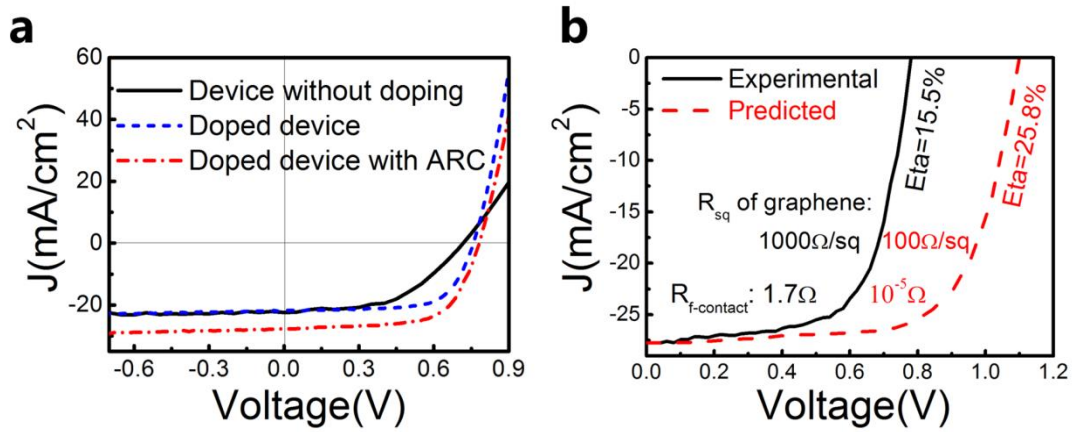 a
J(mA/cm²)
60
40
20
0
-20
Device without doping
Doped device
Doped device with ARC
-0.6
-0.3
0.0
0.3
0.6
0.9
Voltage(V)
b
J(mA/cm²)
0
-5
-10
-15
-20
-25
Experimental
Predicted
Eta=15.5%
Eta=25.8%
Rsq of graphene:
1000Ω/sq 100Ω/sq
Rf-contact: 1.7Ω 10⁻⁵Ω
0.0
0.2
0.4
0.6
0.8
1.0
1.2
Voltage(V)